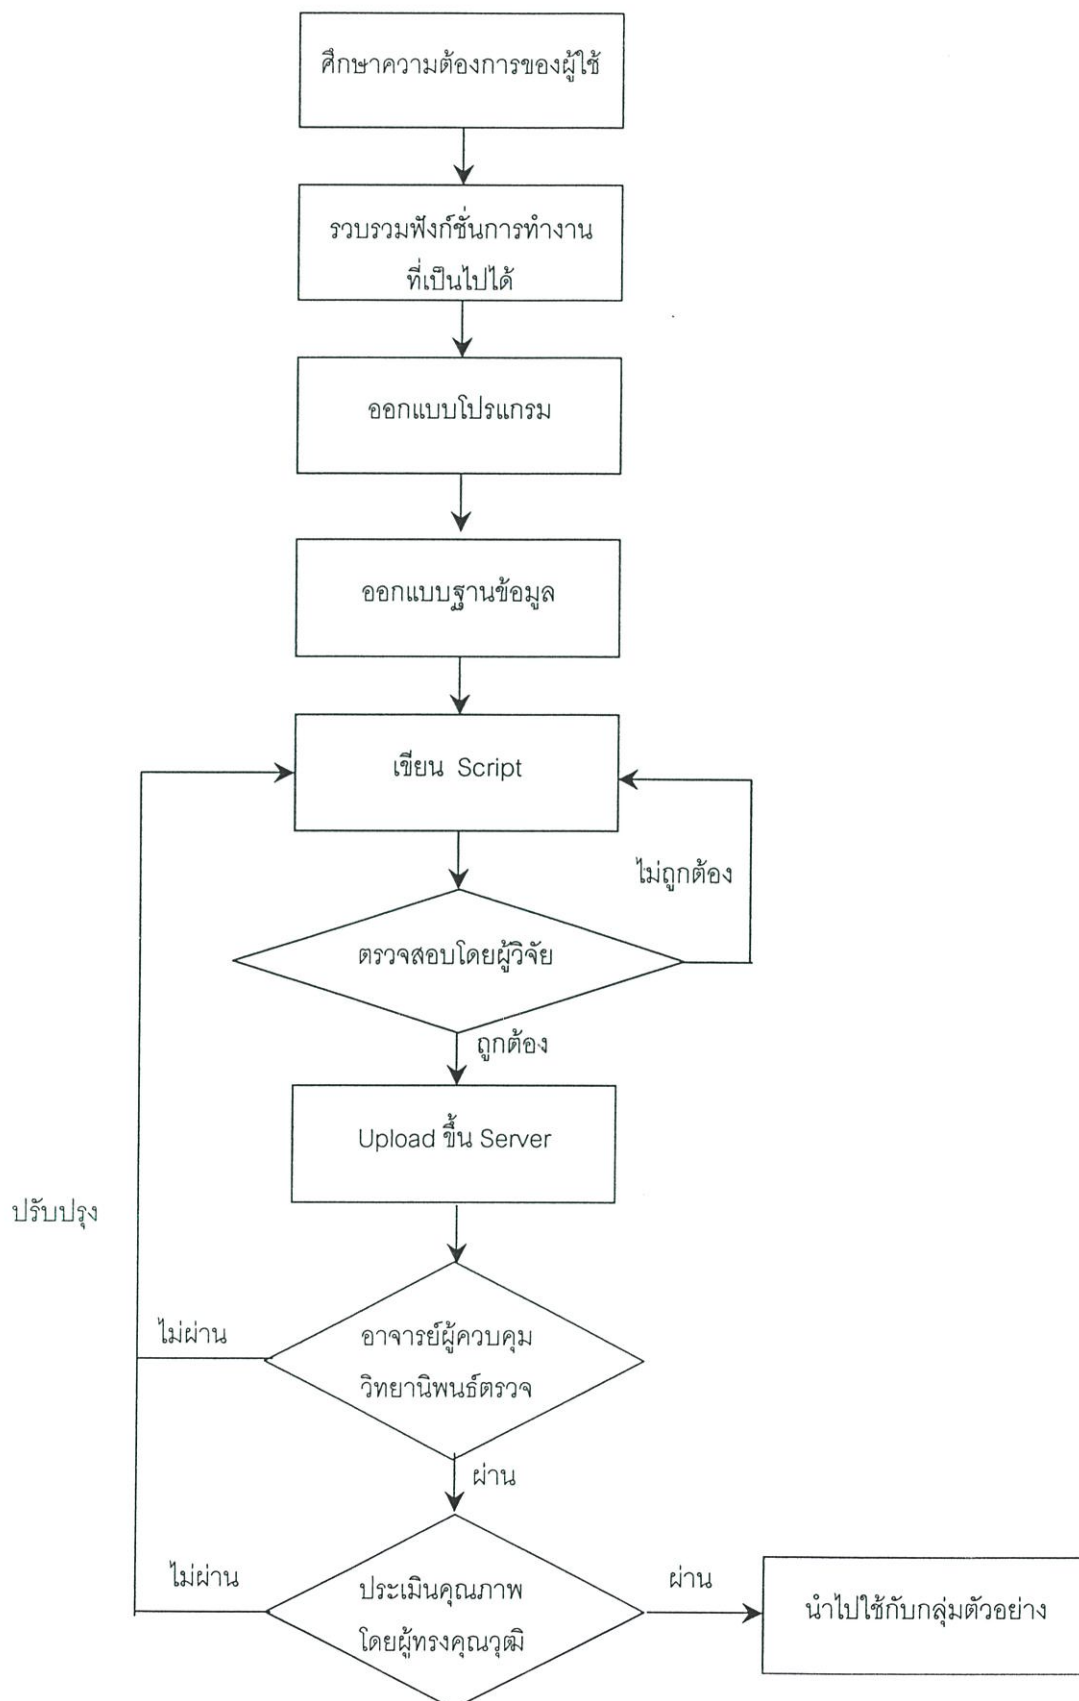 ศึกษาความต้องการของผู้ใช้
รวบรวมฟังก์ชั่นการทำงาน
ที่เป็นไปได้
ออกแบบโปรแกรม
ออกแบบฐานข้อมูล
เขียน Script
ไม่ถูกต้อง
ตรวจสอบโดยผู้วิจัย
ถูกต้อง
Upload ขึ้น Server
ปรับปรุง
ไม่ผ่าน
อาจารย์ผู้ควบคุม
วิทยานิพนธ์ตรวจ
ผ่าน
ไม่ผ่าน
ประเมินคุณภาพ
โดยผู้ทรงคุณวุฒิ
ผ่าน
นำไปใช้กับกลุ่มตัวอย่าง